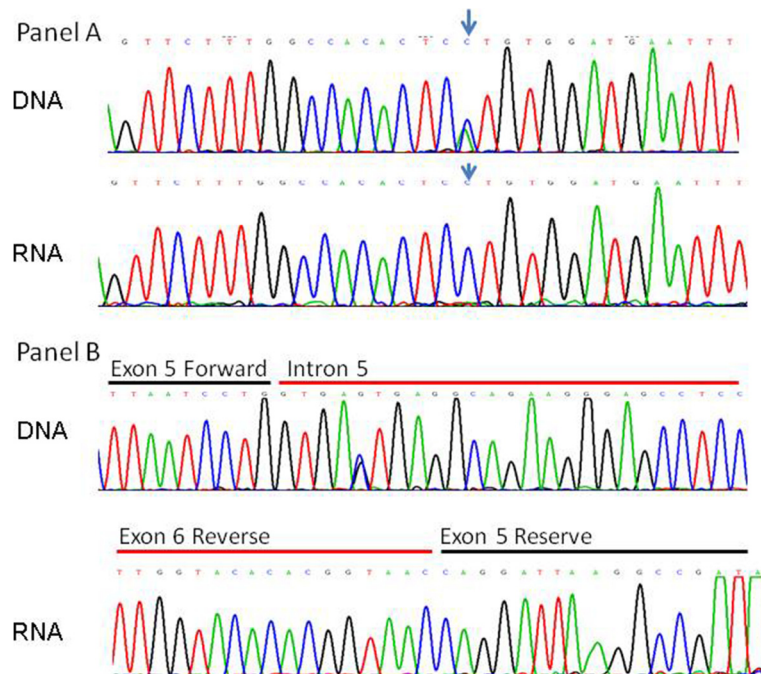 Panel A
G T T C T T T G G C C A C A C T C C T G T G G A T G A A T T T
DNA
G T T C T T T G G C C A C A C T C C T G T G G A T G A A T T T
RNA
Panel B
Exon 5 Forward Intron 5
T T A A T C C T G G T G A G T G A G G C A G A A G G G A G C C T C C
DNA
Exon 6 Reverse Exon 5 Reserve
T T G G T A C A C A C G G T A A C C A G G A T T A A G G C C G A T A
RNA